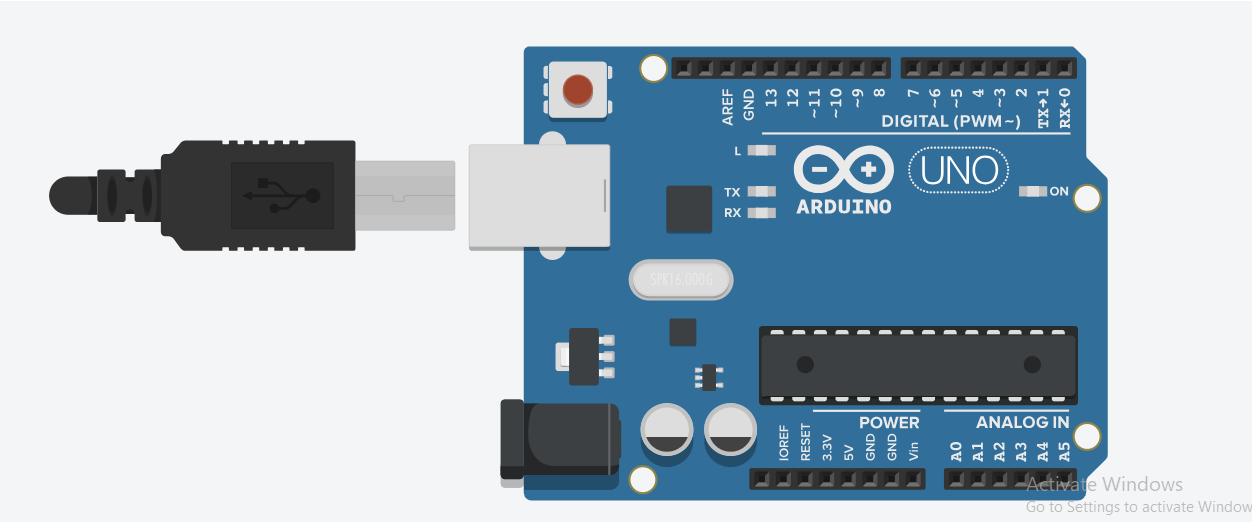 AREF
GND
13
12
~11
~10
~9
8
7
~6
~5
4
~3
2
TX→1
RX←0
DIGITAL (PWM~)
L
TX
RX
ARDUINO
UNO
ON
SPK16.000G
POWER
ANALOG IN
IOREF
RESET
3.3V
5V
GND
GND
Vin
A0
A1
A2
A3
A4
A5
Activate Windows
Go to Settings to activate Window